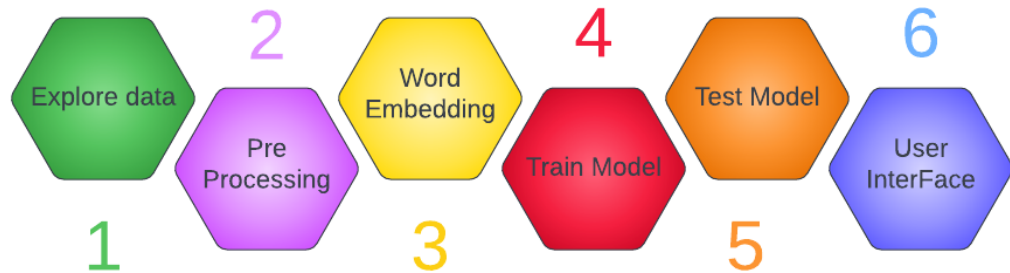 1
Explore data
2
Pre
Processing
3
Word
Embedding
4
Train Model
5
Test Model
6
User
InterFace